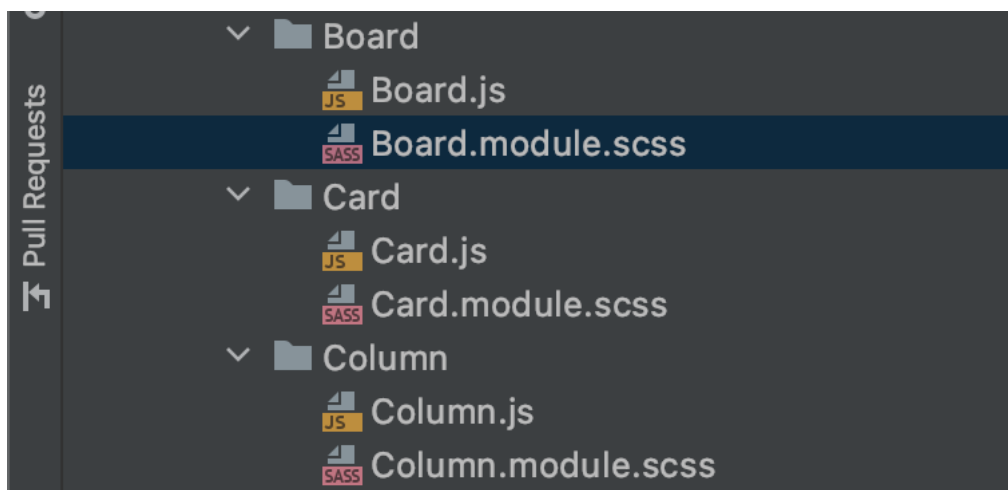 Pull Requests
Board
JS Board.js
SASS Board.module.scss
Card
JS Card.js
SASS Card.module.scss
Column
JS Column.js
SASS Column.module.scss